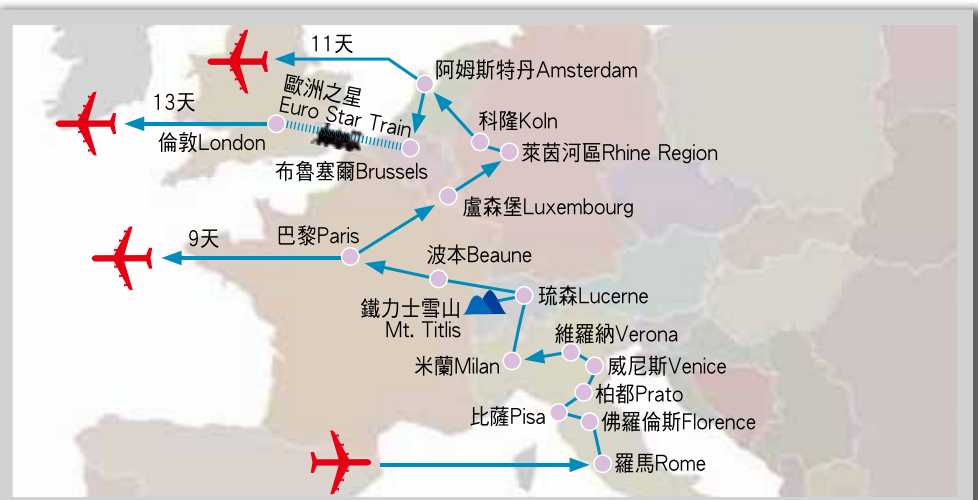 11天
阿姆斯特丹Amsterdam
13天
歐洲之星
Euro Star Train
科隆Koln
倫敦London
萊茵河區Rhine Region
布魯塞爾Brussels
盧森堡Luxembourg
9天
巴黎Paris
波本Beaune
琉森Lucerne
鐵力士雪山
Mt. Titlis
維羅納Verona
米蘭Milan
威尼斯Venice
柏都Prato
比薩Pisa
佛羅倫斯Florence
羅馬Rome